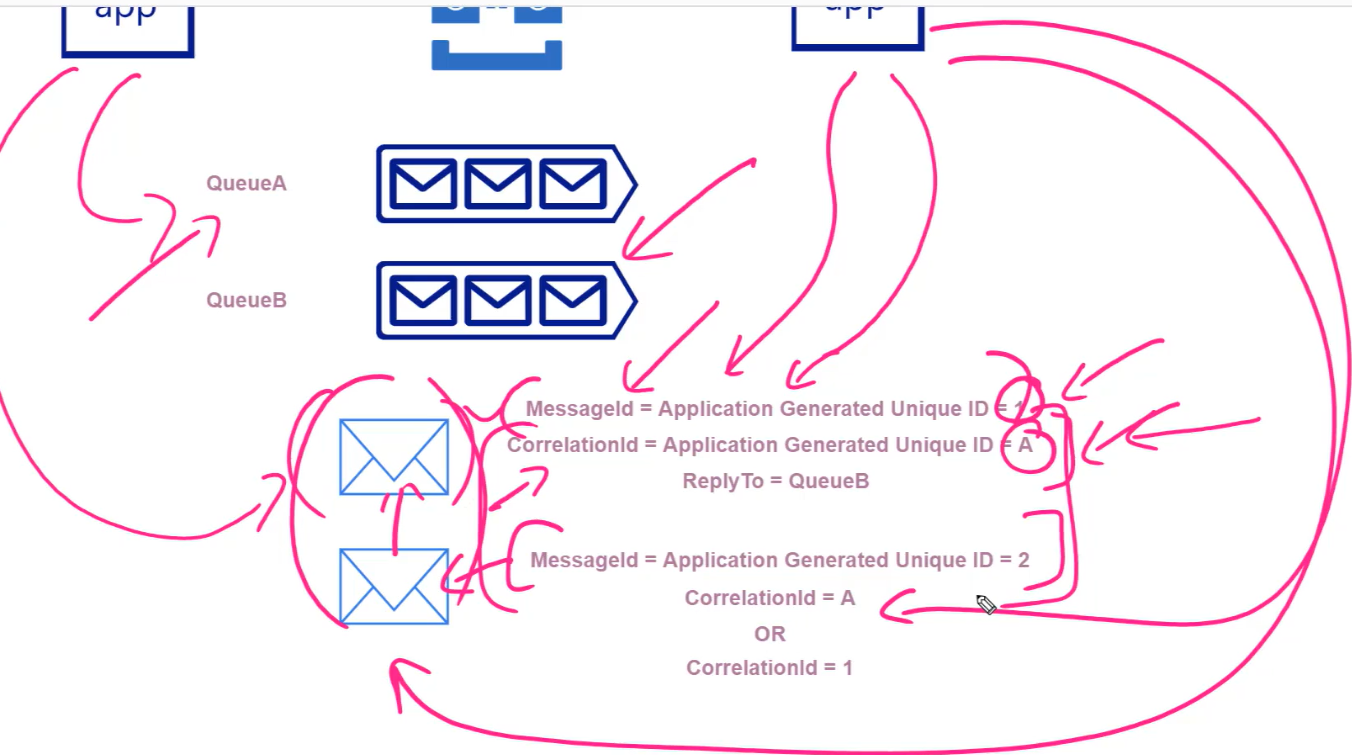 app
app
QueueA
QueueB
MessageId = Application Generated Unique ID = 1
CorrelationId = Application Generated Unique ID = A
ReplyTo = QueueB
MessageId = Application Generated Unique ID = 2
CorrelationId = A
OR
CorrelationId = 1